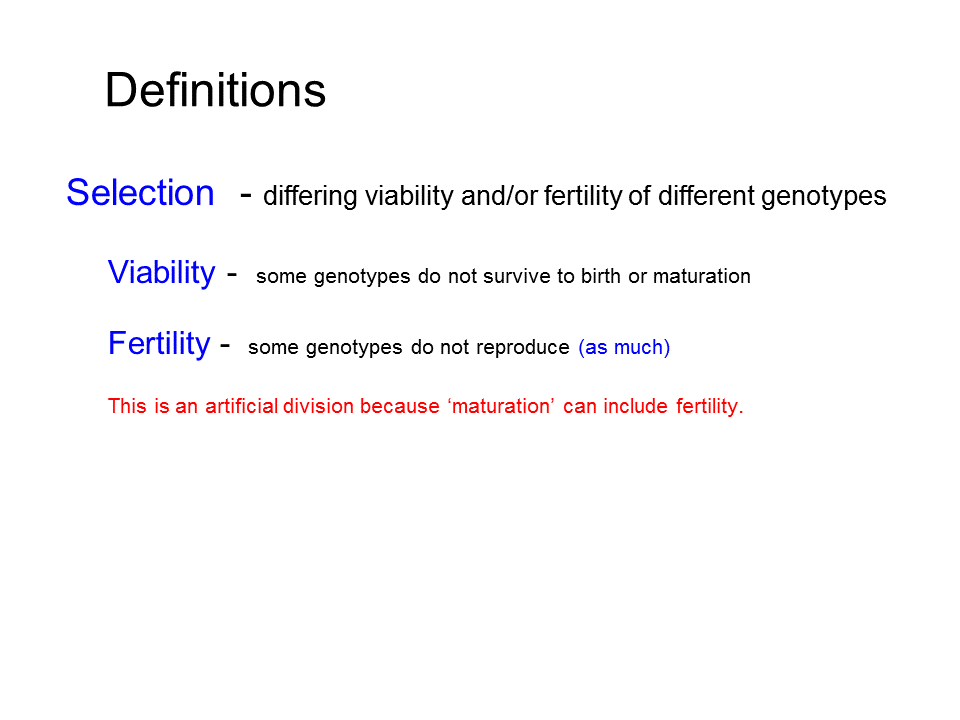 Definitions
Selection - differing viability and/or fertility of different genotypes
Viability - some genotypes do not survive to birth or maturation
Fertility - some genotypes do not reproduce (as much)
This is an artificial division because ‘maturation’ can include fertility.